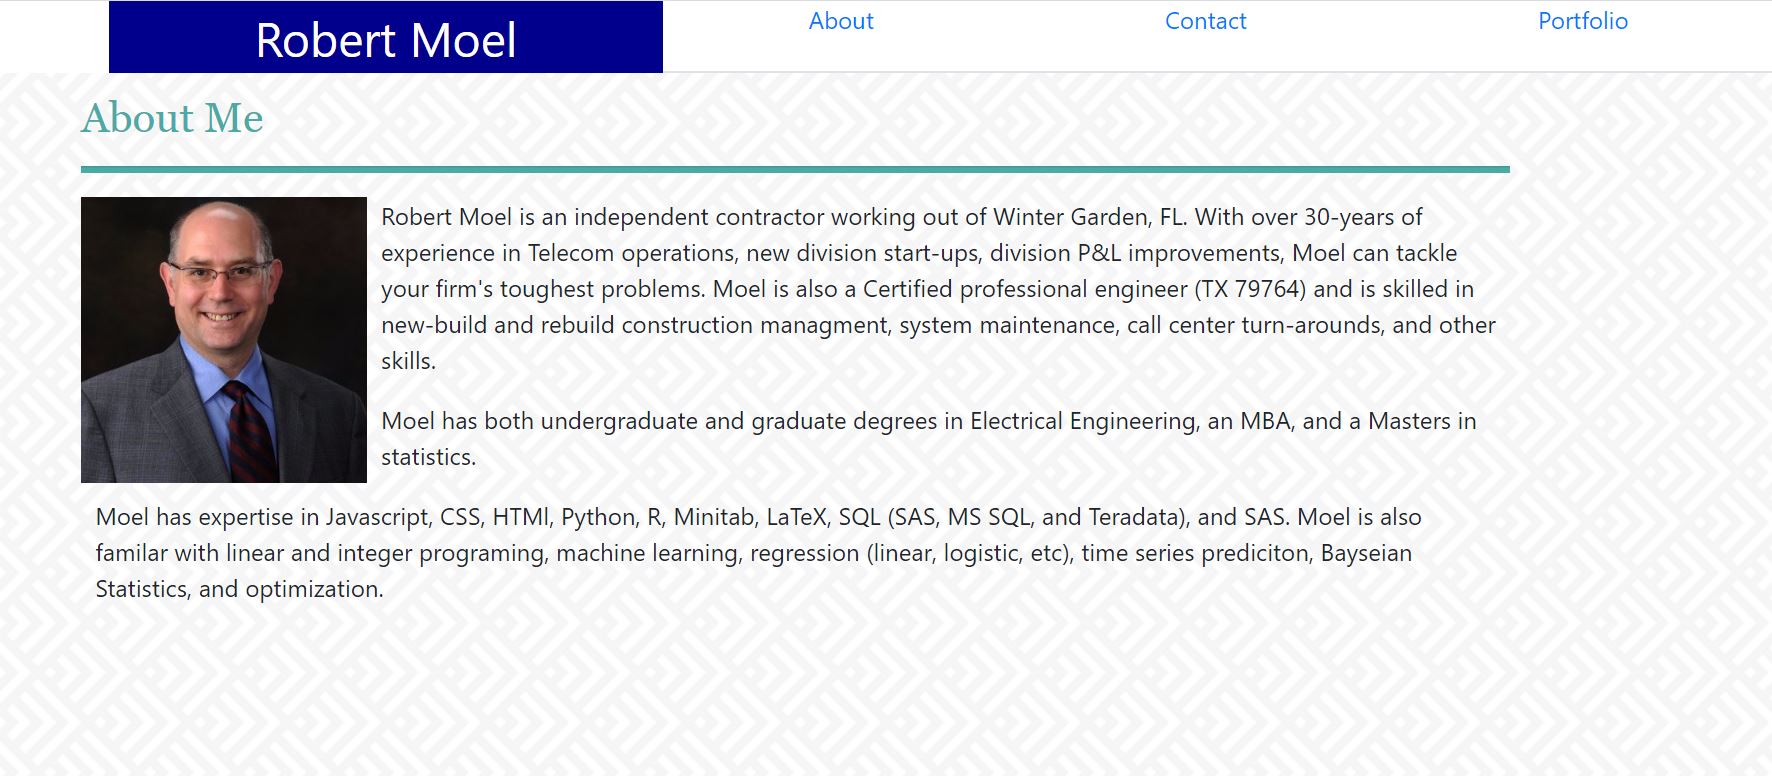 Robert Moel
About
Contact
Portfolio
About Me
Robert Moel is an independent contractor working out of Winter Garden, FL. With over 30-years of
experience in Telecom operations, new division start-ups, division P&L improvements, Moel can tackle
your firm's toughest problems. Moel is also a Certified professional engineer (TX 79764) and is skilled in
new-build and rebuild construction managment, system maintenance, call center turn-arounds, and other
skills.
Moel has both undergraduate and graduate degrees in Electrical Engineering, an MBA, and a Masters in
statistics.
Moel has expertise in Javascript, CSS, HTMl, Python, R, Minitab, LaTeX, SQL (SAS, MS SQL, and Teradata), and SAS. Moel is also
familar with linear and integer programing, machine learning, regression (linear, logistic, etc), time series prediciton, Bayseian
Statistics, and optimization.